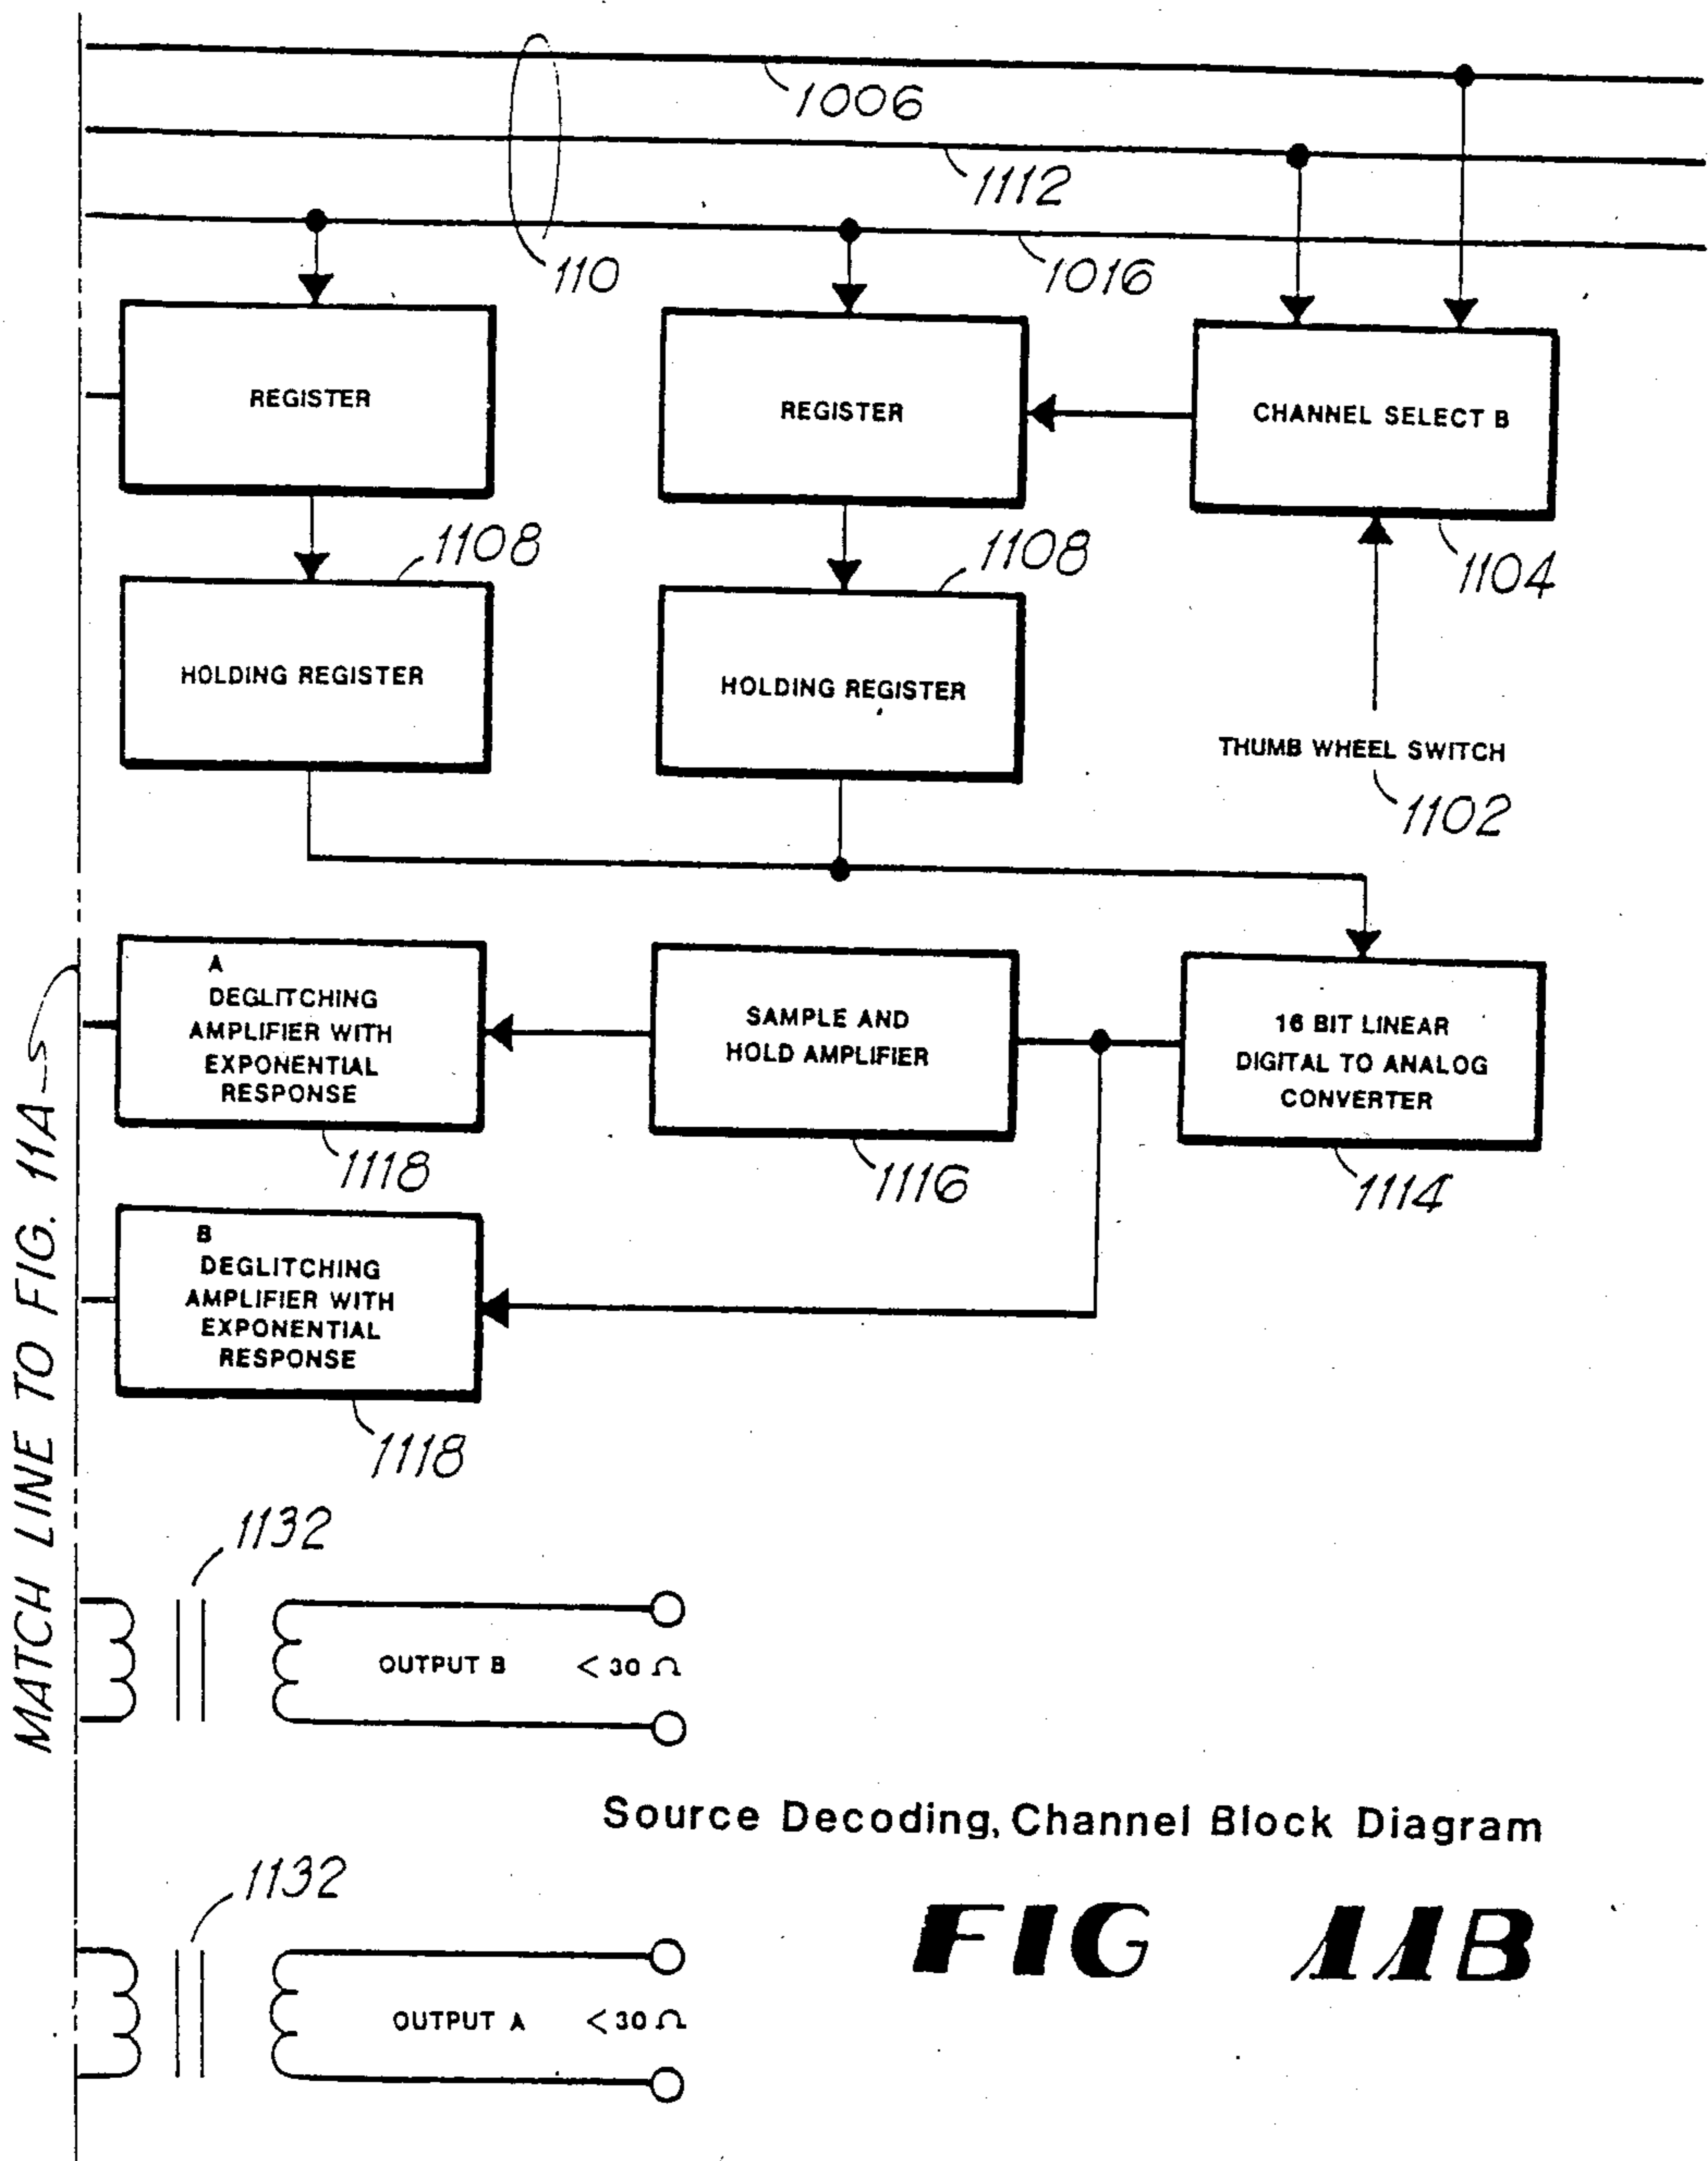 1006
1112
110
1016
REGISTER
REGISTER
CHANNEL SELECT B
1108
1108
1104
HOLDING REGISTER
HOLDING REGISTER
THUMB WHEEL SWITCH
1102
A
DEGLITCHING
AMPLIFIER WITH
EXPONENTIAL
RESPONSE
SAMPLE AND
HOLD AMPLIFIER
16 BIT LINEAR
DIGITAL TO ANALOG
CONVERTER
1118
1116
1114
B
DEGLITCHING
AMPLIFIER WITH
EXPONENTIAL
RESPONSE
1118
MATCH LINE TO FIG. 11A
1132
OUTPUT B < 30 Ω
Source Decoding, Channel Block Diagram
1132
FIG 11B
OUTPUT A < 30 Ω